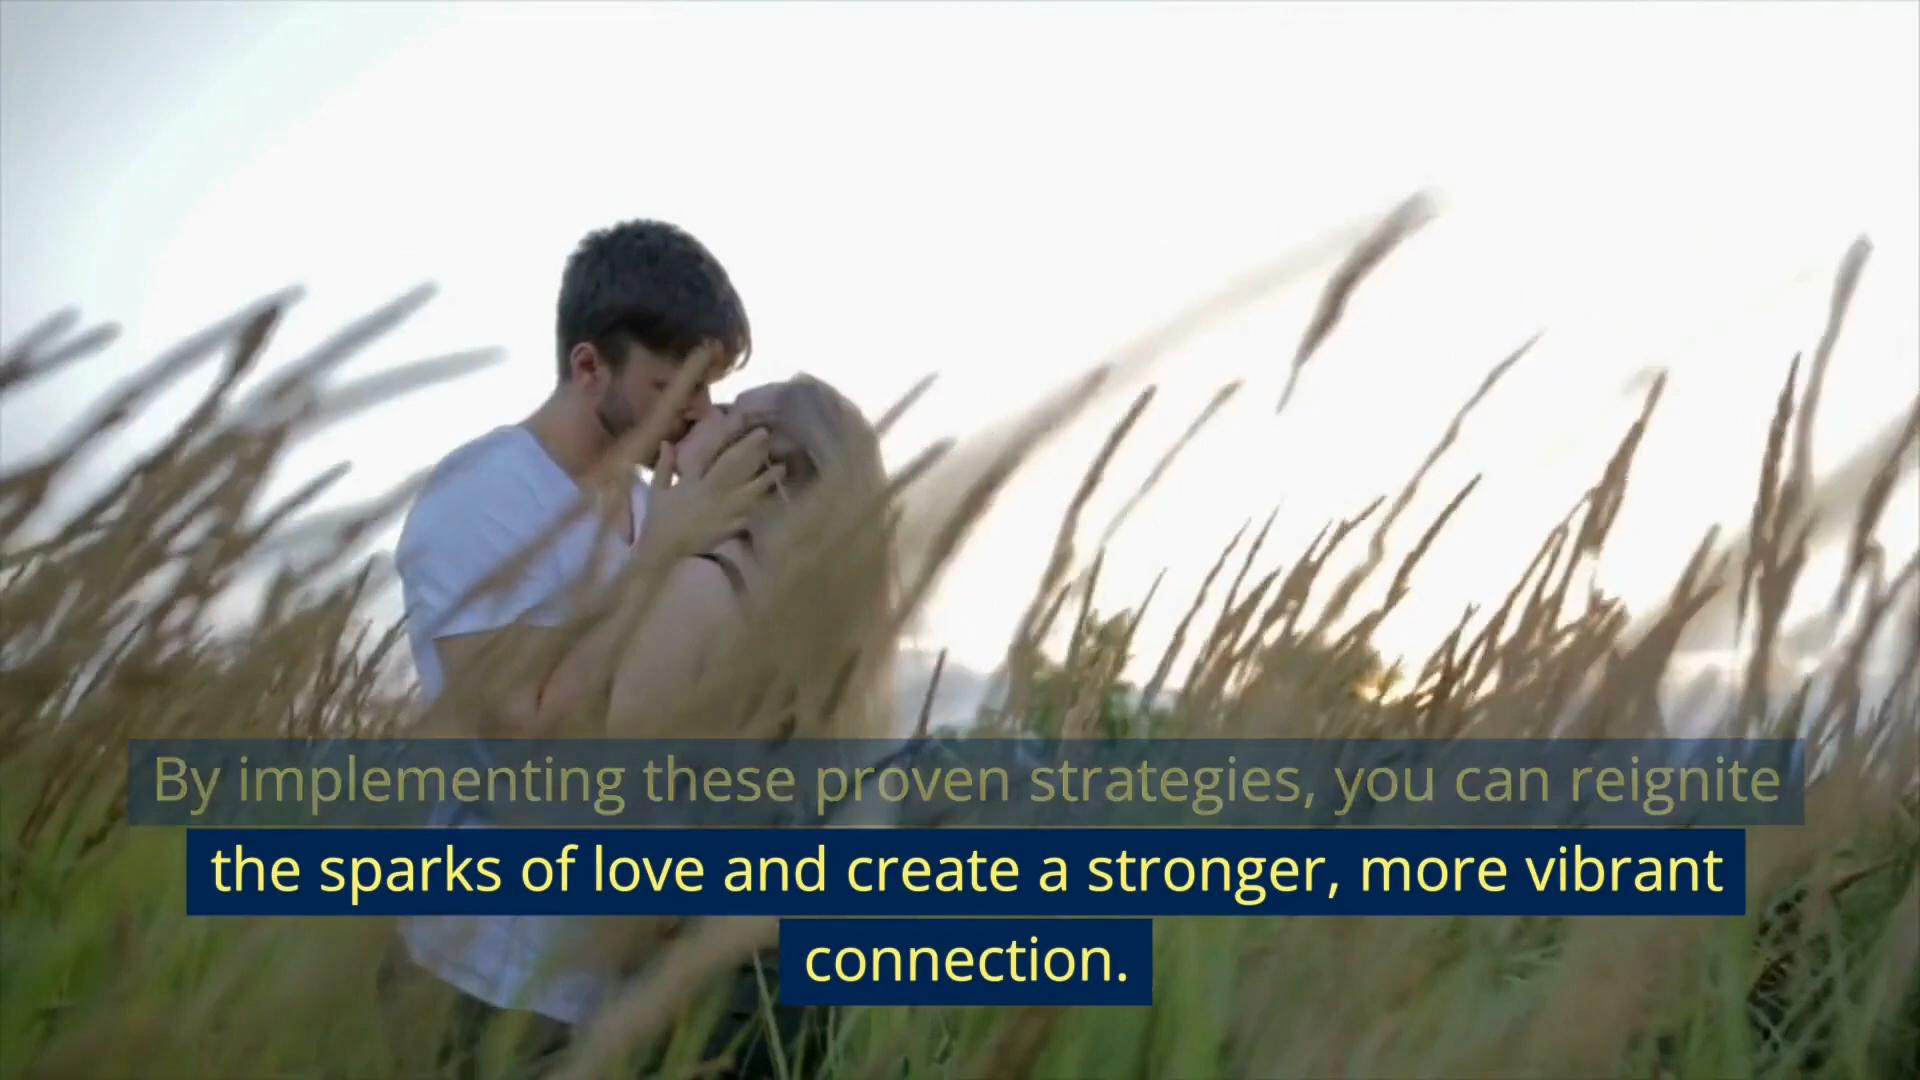 By implementing these proven strategies, you can reignite
the sparks of love and create a stronger, more vibrant
connection.